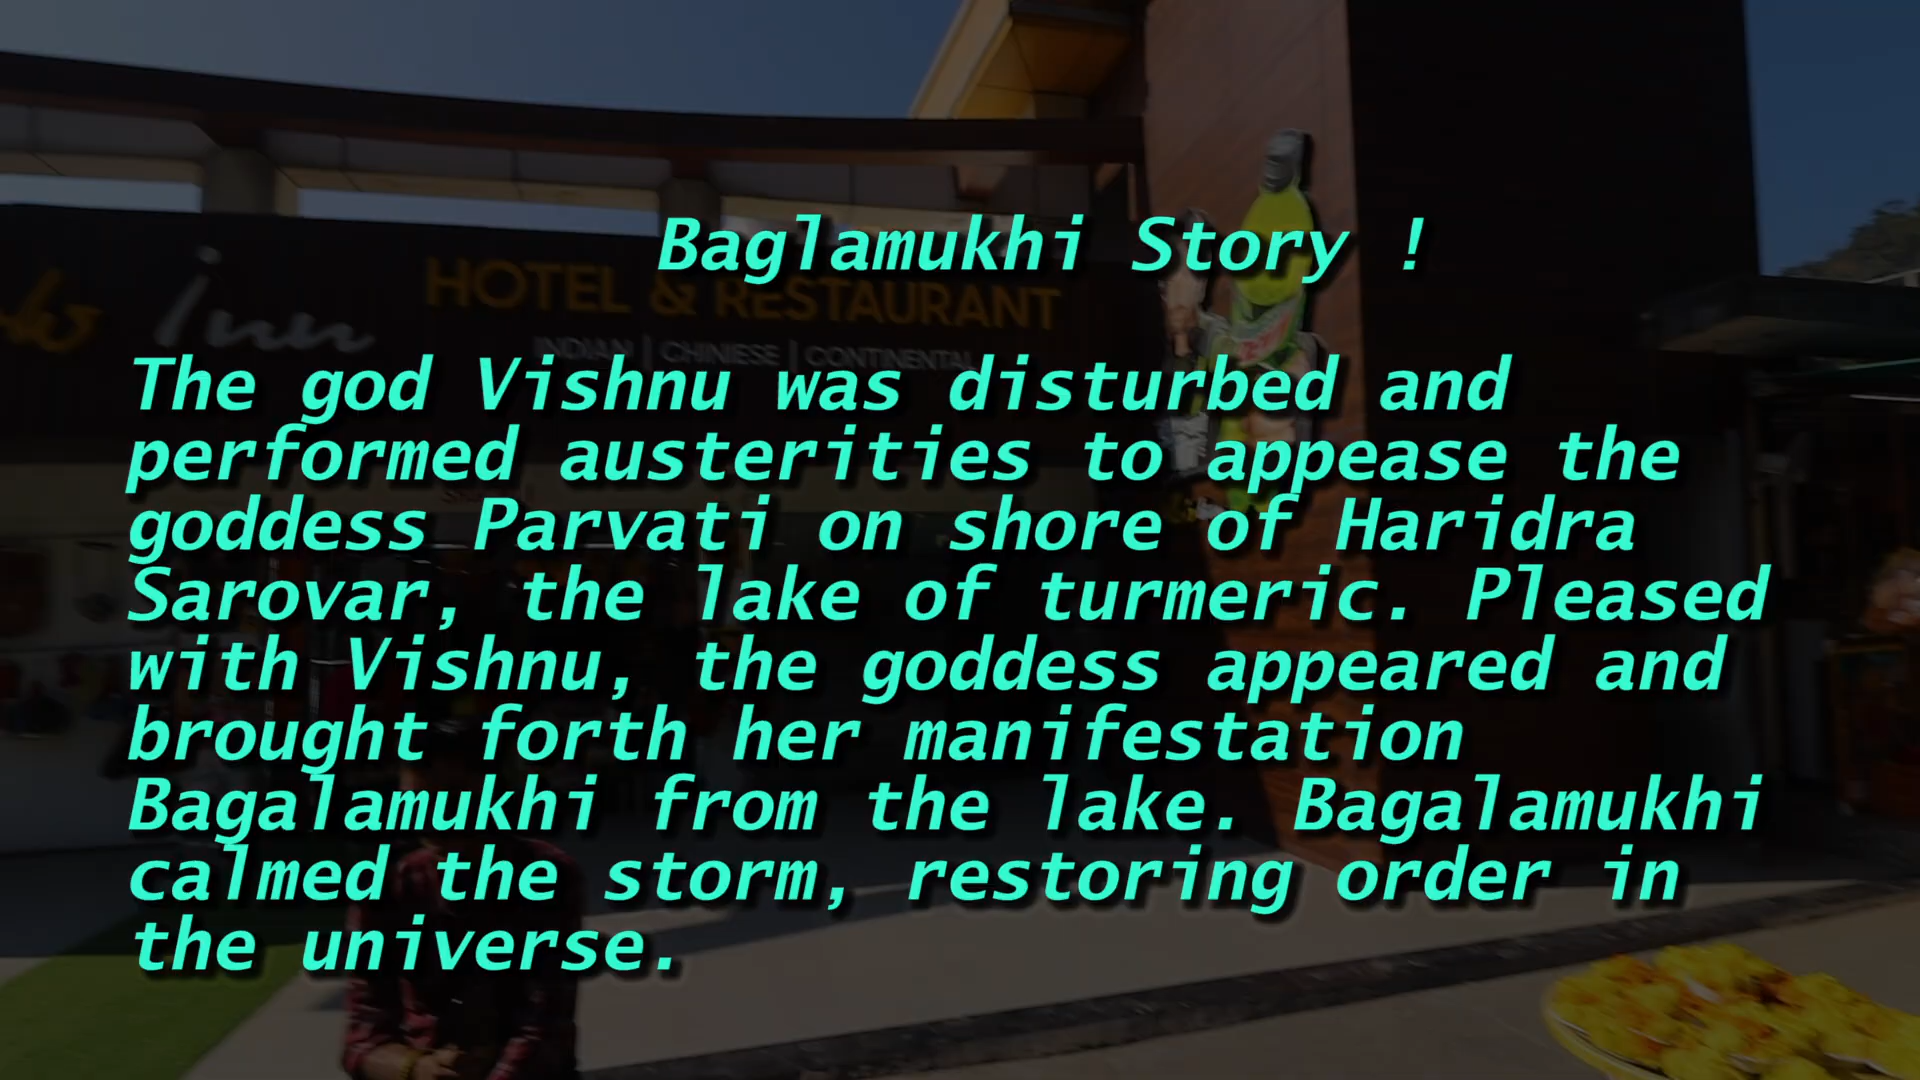 Baglamukhi Story !
Inn
HOTEL & RESTAURANT
INDIAN | CHINIESE | CONTINENTAL
The god Vishnu was disturbed and
performed austerities to appease the
goddess Parvati on shore of Haridra
Sarovar, the lake of turmeric. Pleased
with Vishnu, the goddess appeared and
brought forth her manifestation
Bagalamukhi from the lake. Bagalamukhi
calmed the storm, restoring order in
the universe.